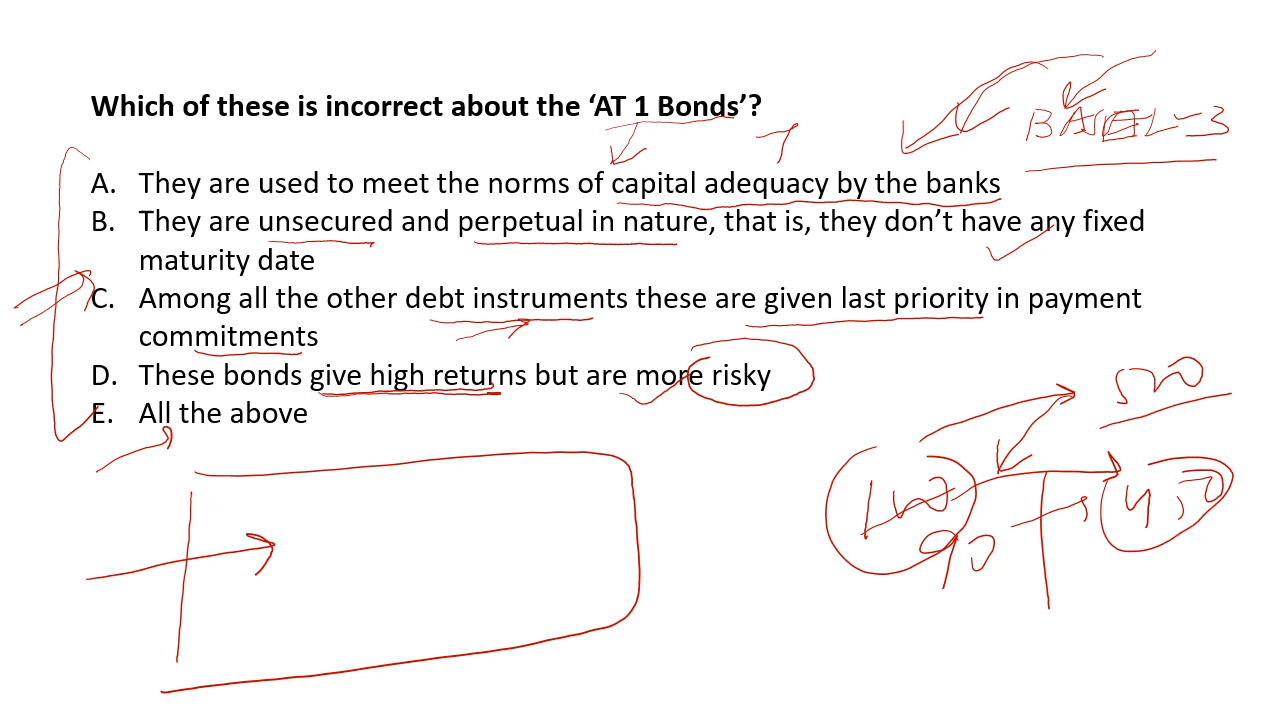 Which of these is incorrect about the ‘AT 1 Bonds’?
BASEL-3
A. They are used to meet the norms of capital adequacy by the banks
B. They are unsecured and perpetual in nature, that is, they don’t have any fixed
maturity date
C. Among all the other debt instruments these are given last priority in payment
commitments
D. These bonds give high returns but are more risky
E. All the above
90